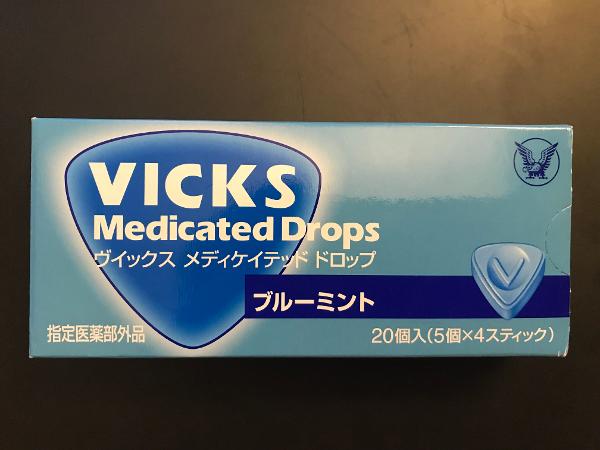 VICKS
Medicated Drops
ヴイックス メディケイテッド ドロップ
ブルーミント
指定医薬部外品
20個入(5個×4スティック)
V